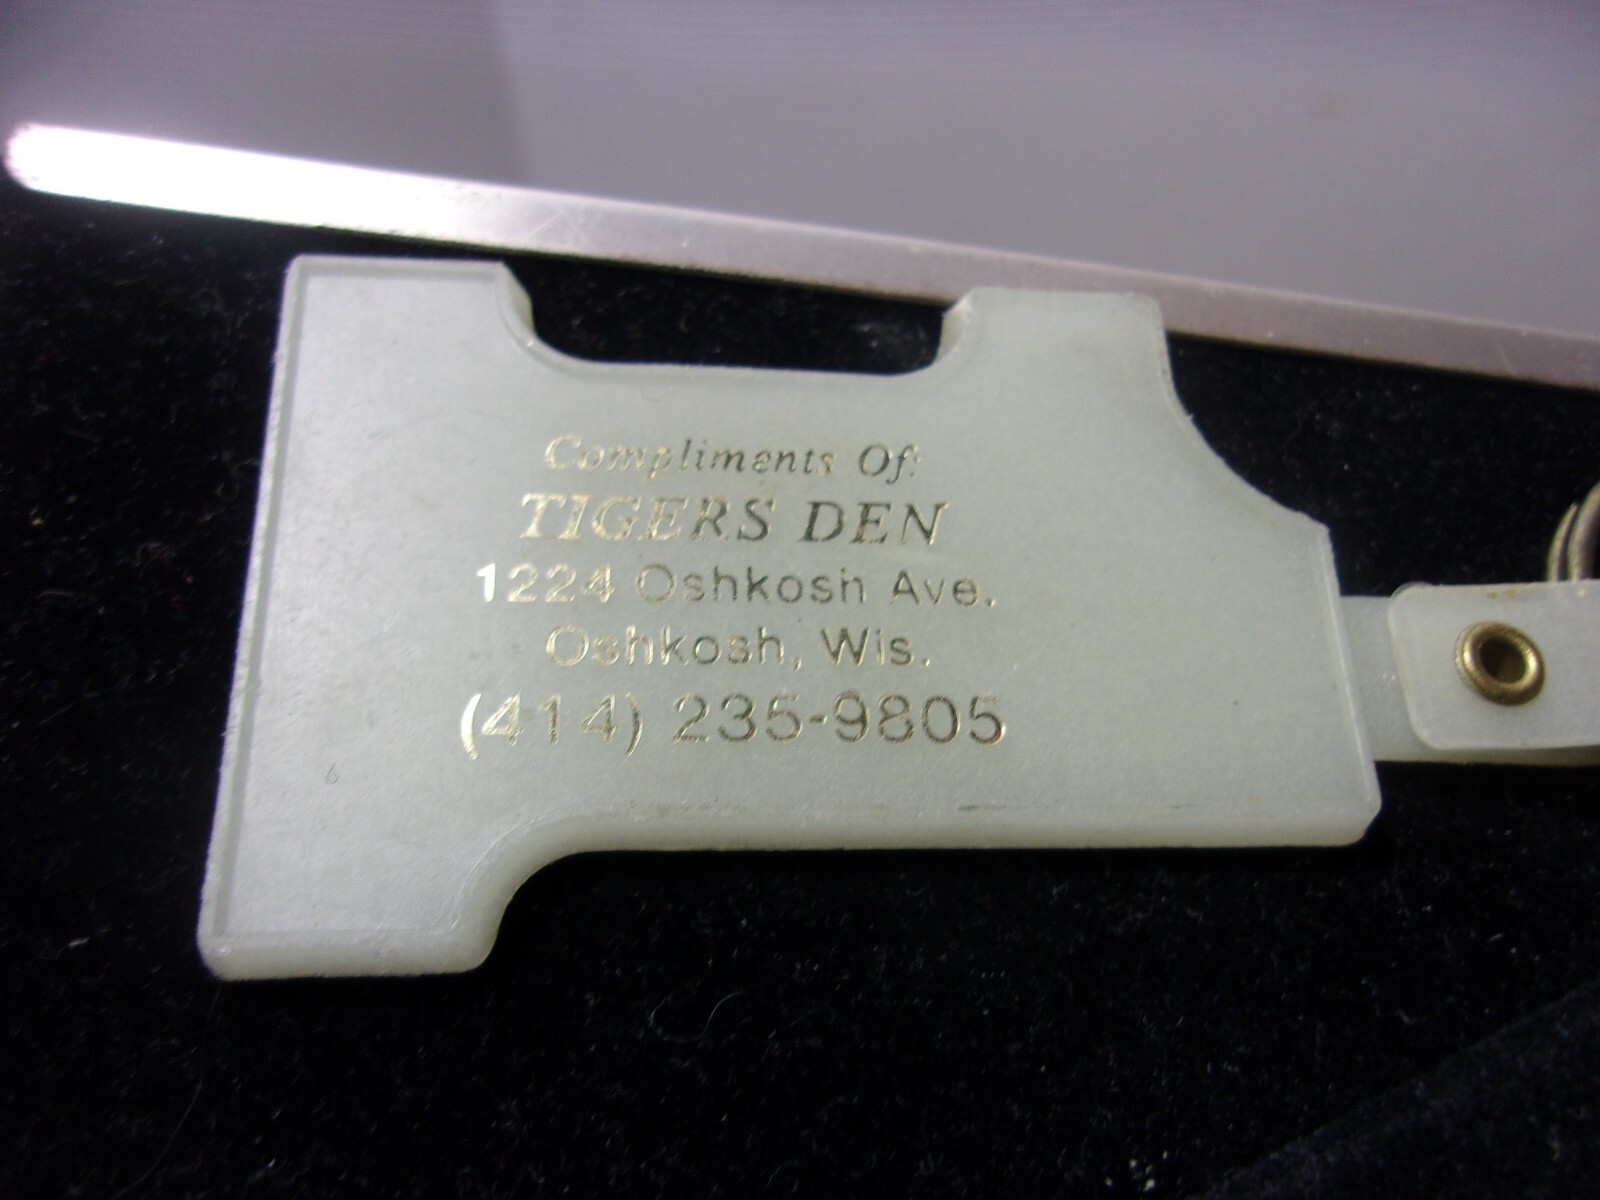 Compliments Of:
TIGERS DEN
1224 Oshkosh Ave.
Oshkosh, Wis.
(414) 235-9805